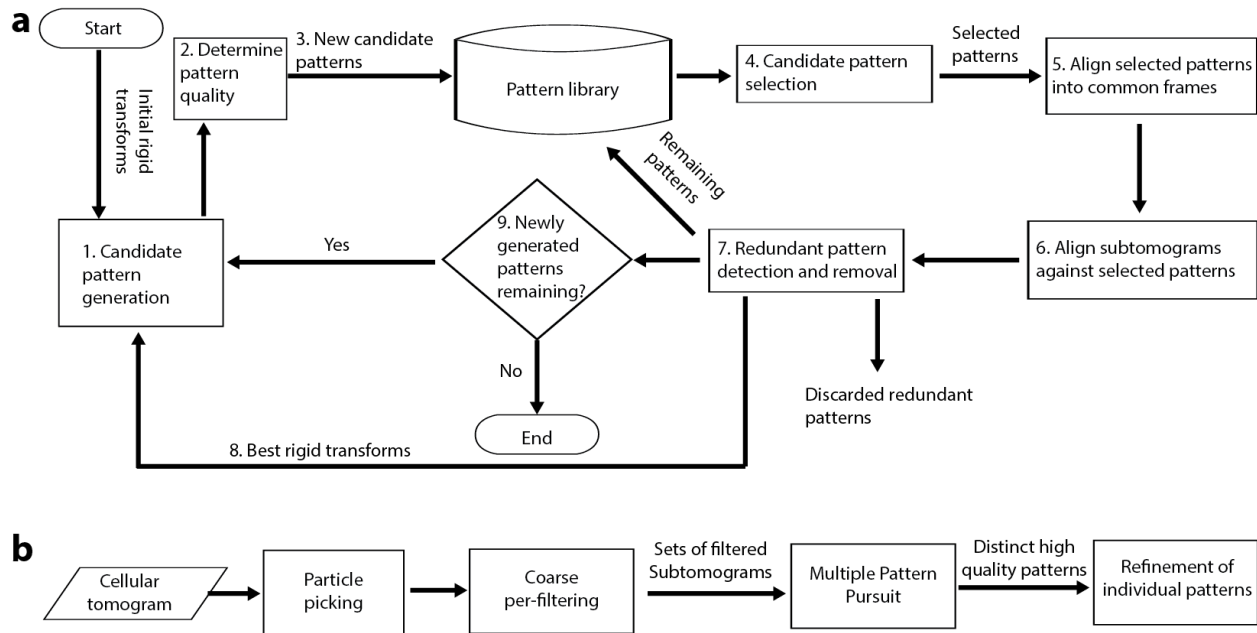 a
Start
Initial rigid
transforms
2. Determine
pattern
quality
3. New candidate
patterns
Pattern library
4. Candidate pattern
selection
Selected
patterns
5. Align selected patterns
into common frames
Remaining
patterns
1. Candidate
pattern
generation
Yes
9. Newly
generated
patterns
remaining?
7. Redundant pattern
detection and removal
6. Align subtomograms
against selected patterns
No
End
Discarded redundant
patterns
8. Best rigid transforms
b
Cellular
tomogram
Particle
picking
Coarse
per-filtering
Sets of filtered
Subtomograms
Multiple Pattern
Pursuit
Distinct high
quality patterns
Refinement of
individual patterns